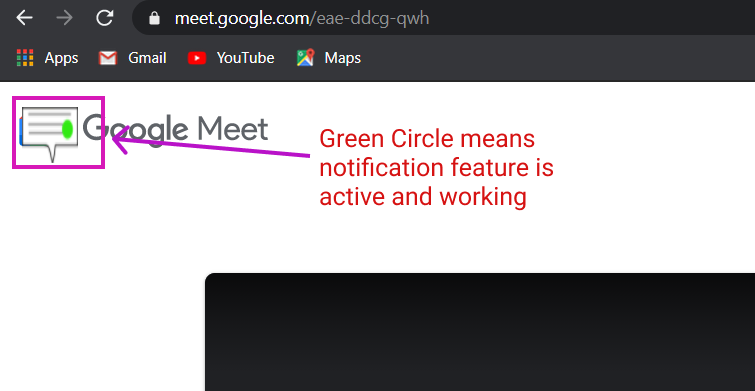 meet.google.com/eae-ddcg-qwh
Apps Gmail YouTube Maps
Google Meet
Green Circle means
notification feature is
active and working